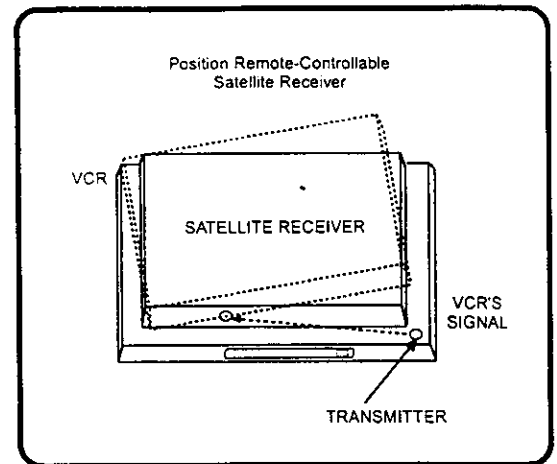 Position Remote-Controllable
Satellite Receiver
VCR
SATELLITE RECEIVER
VCR'S
SIGNAL
TRANSMITTER